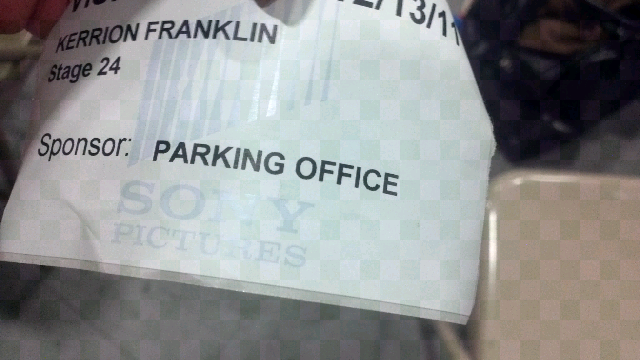 KERRION FRANKLIN
Stage 24
Sponsor: PARKING OFFICE
SONY
PICTURES